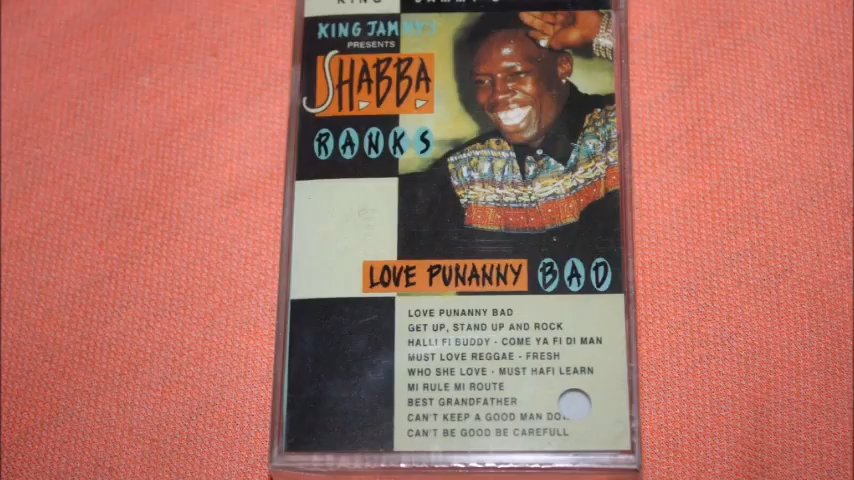 KING JAMMY'S
PRESENTS
SHABBA
RANKS
LOVE PUNANNY BAD
LOVE PUNANNY BAD
GET UP, STAND UP AND ROCK
HALLI FI BUDDY - COME YA FI DI MAN
MUST LOVE REGGAE - FRESH
WHO SHE LOVE - MUST HAFI LEARN
MI RULE MI ROUTE
BEST GRANDFATHER
CAN'T KEEP A GOOD MAN
CAN'T BE GOOD BE CAREFULL